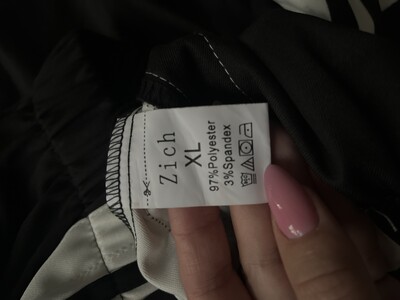 Zich
XL
97%Polyester
3%Spandex